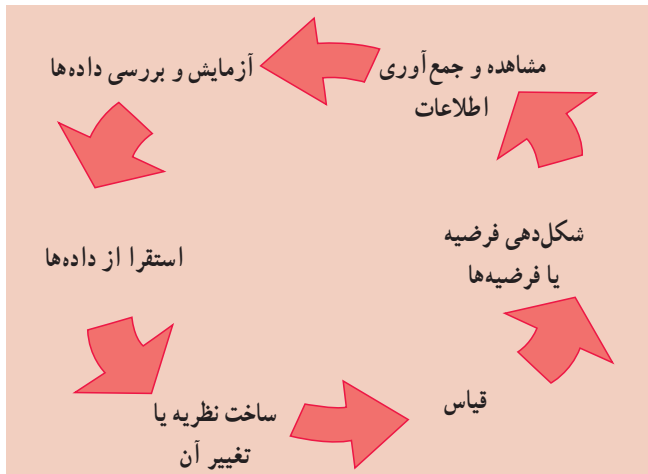 مشاهده و جمع‌آوری
اطلاعات
آزمایش و بررسی داده‌ها
استقرا از داده‌ها
ساخت نظریه یا
تغییر آن
قیاس
شکل‌دهی فرضیه
یا فرضیه‌ها